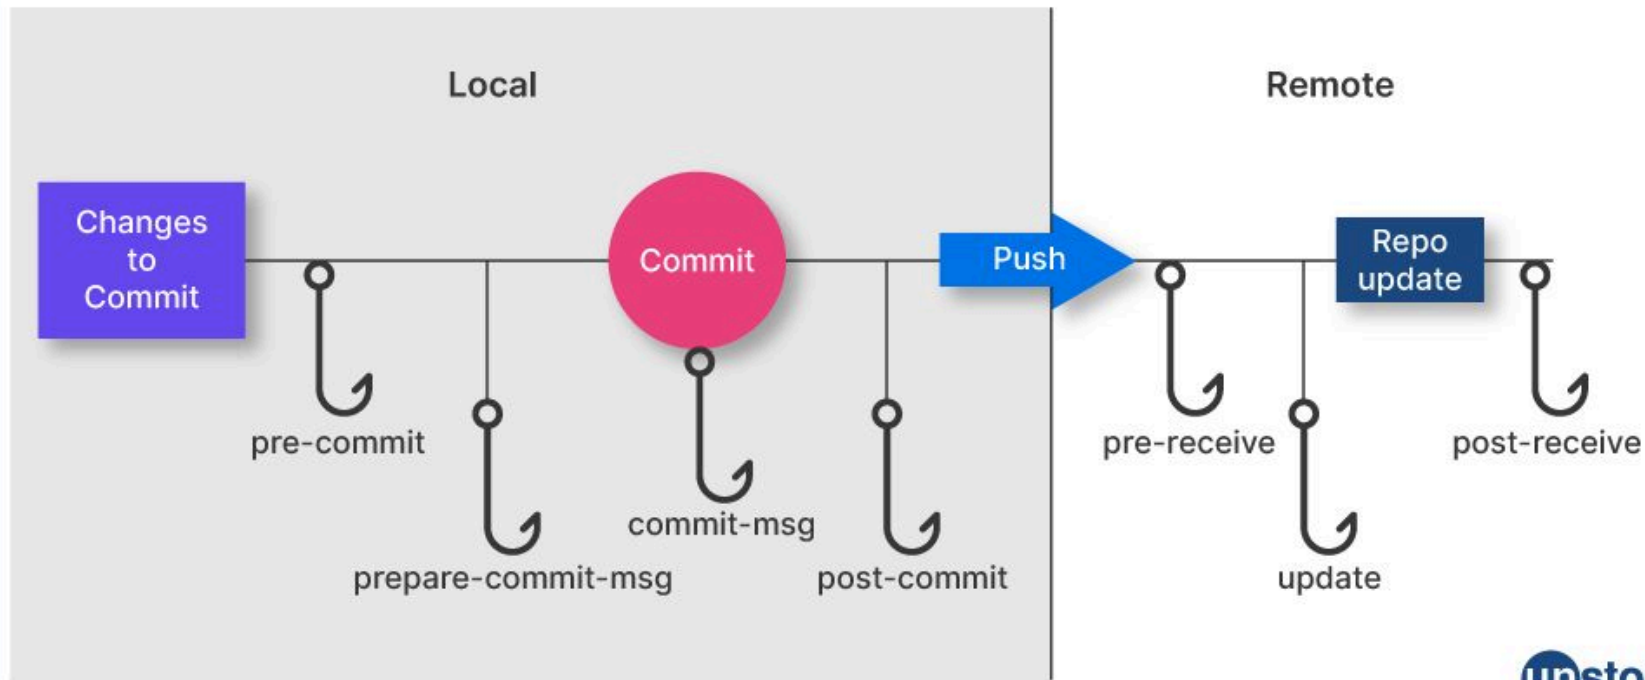 Local
Remote
Changes
to
Commit
Commit
Push
Repo
update
pre-commit
prepare-commit-msg
commit-msg
post-commit
pre-receive
update
post-receive